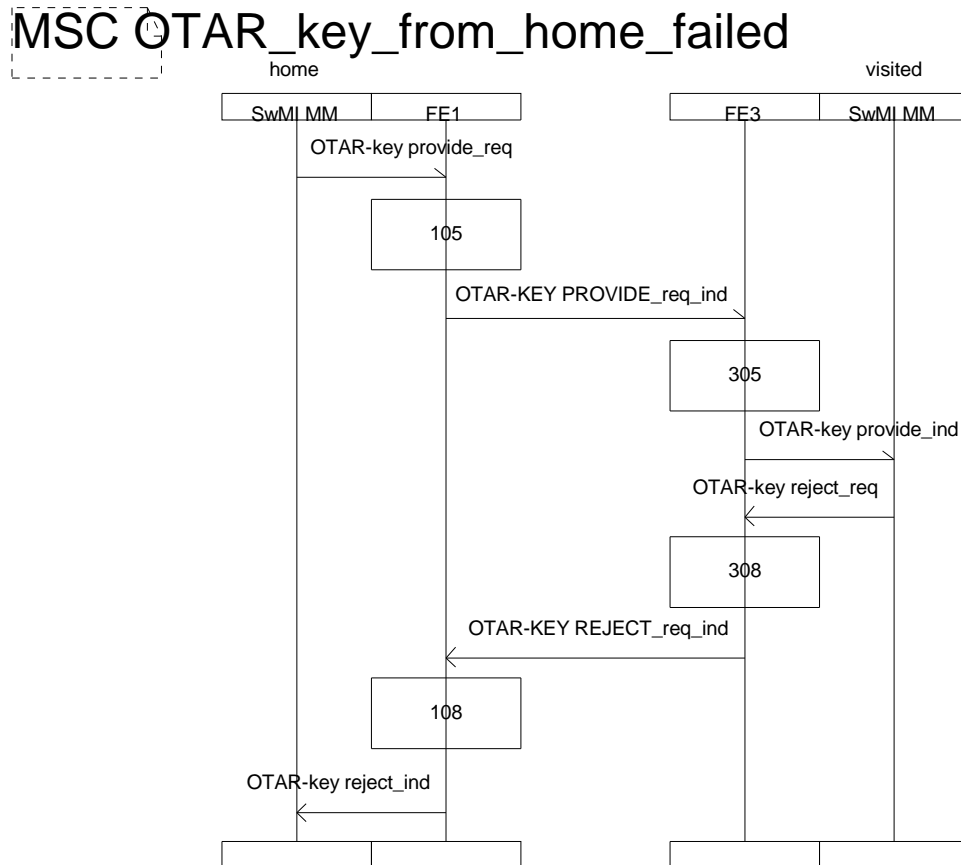 MSC OTAR_key_from_home_failed
home visited
SwMI MM FE1 FE3 SwMI MM
OTAR-key provide_req
105
OTAR-KEY PROVIDE_req_ind
305
OTAR-key provide_ind
OTAR-key reject_req
308
OTAR-KEY REJECT_req_ind
108
OTAR-key reject_ind